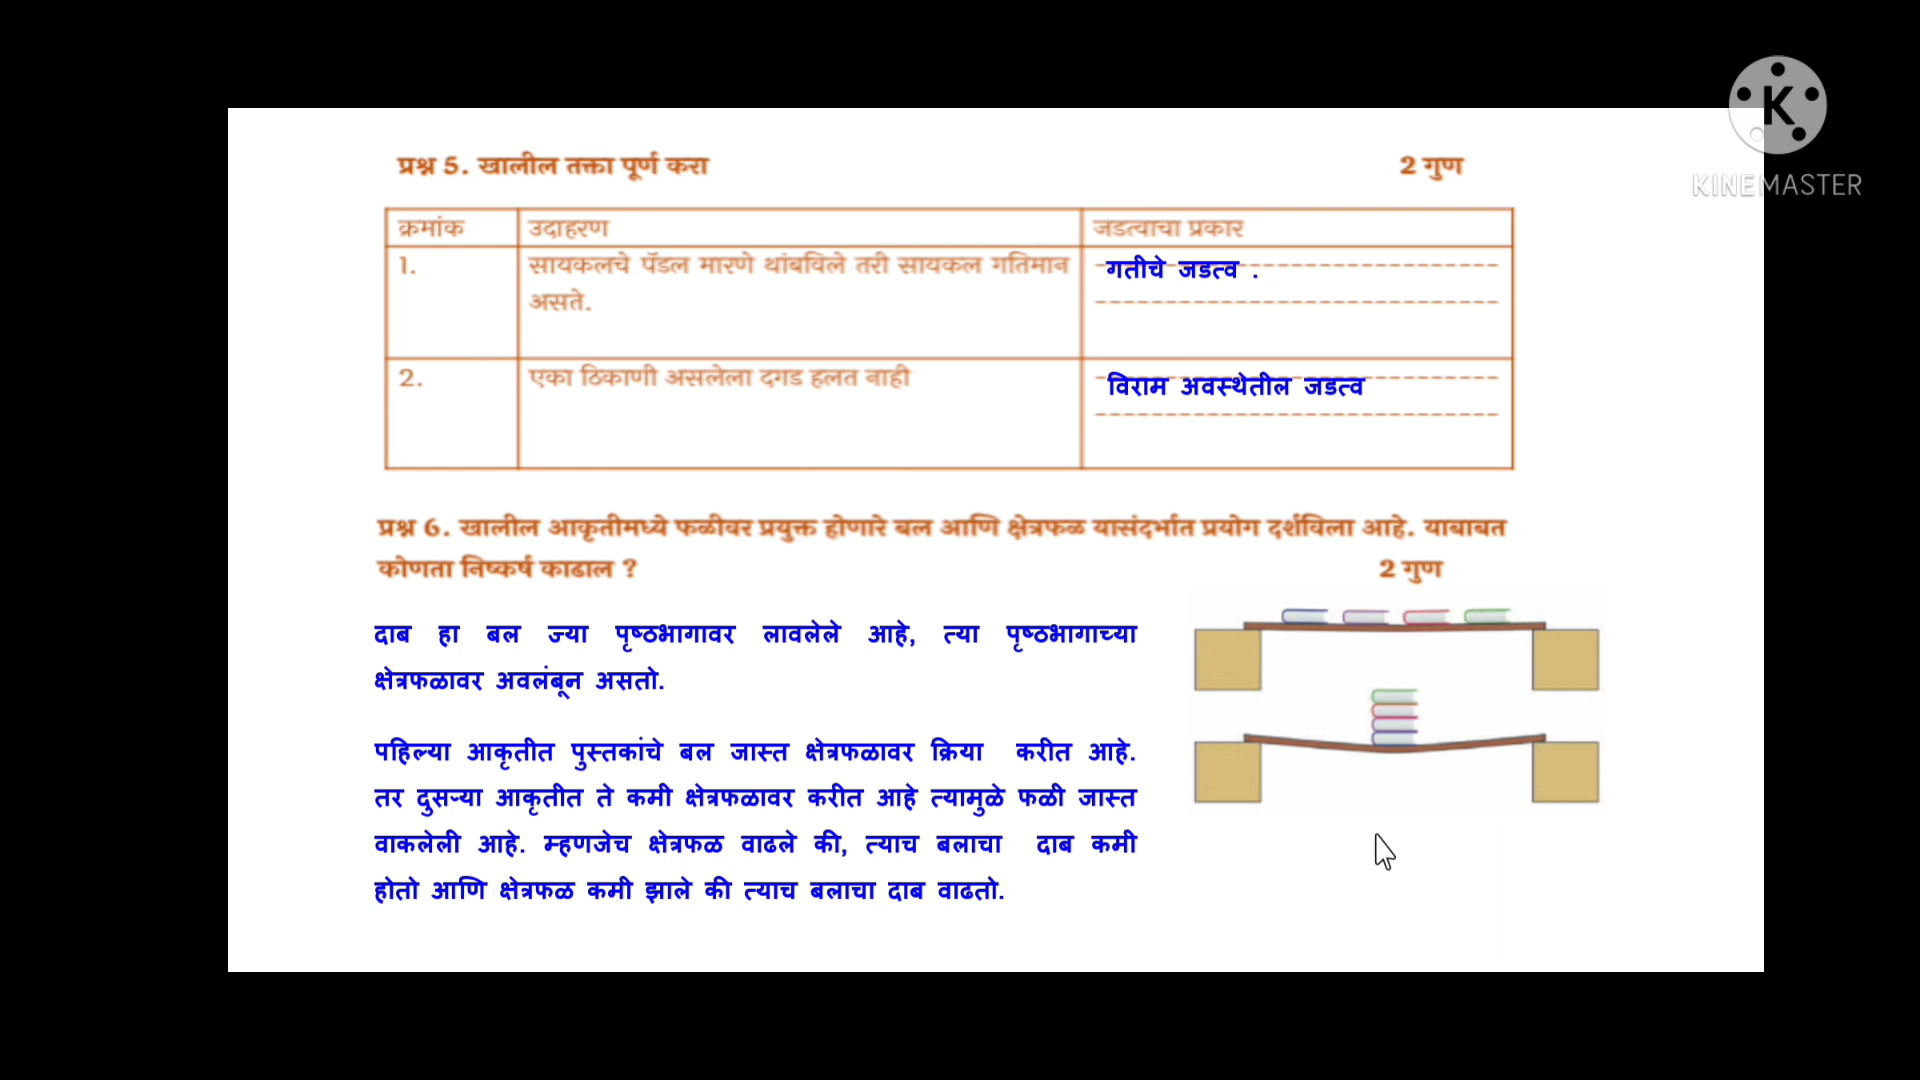 KINEMASTER
प्रश्न 5. खालील तक्ता पूर्ण करा 2 गुण
क्रमांक उदाहरण जडत्वाचा प्रकार
1. सायकलचे पॅडल मारणे थांबविले तरी सायकल गतिमान गतीचे जडत्व .
असते.
2. एका ठिकाणी असलेला दगड हलत नाही विराम अवस्थेतील जडत्व
प्रश्न 6. खालील आकृतीमध्ये फळीवर प्रयुक्त होणारे बल आणि क्षेत्रफळ यासंदर्भात प्रयोग दर्शविला आहे. याबाबत
कोणता निष्कर्ष काढाल ? 2 गुण
दाब हा बल ज्या पृष्ठभागावर लावलेले आहे, त्या पृष्ठभागाच्या
क्षेत्रफळावर अवलंबून असतो.
पहिल्या आकृतीत पुस्तकांचे बल जास्त क्षेत्रफळावर क्रिया करीत आहे.
तर दुसऱ्या आकृतीत ते कमी क्षेत्रफळावर करीत आहे त्यामुळे फळी जास्त
वाकलेली आहे. म्हणजेच क्षेत्रफळ वाढले की, त्याच बलाचा दाब कमी
होतो आणि क्षेत्रफळ कमी झाले की त्याच बलाचा दाब वाढतो.